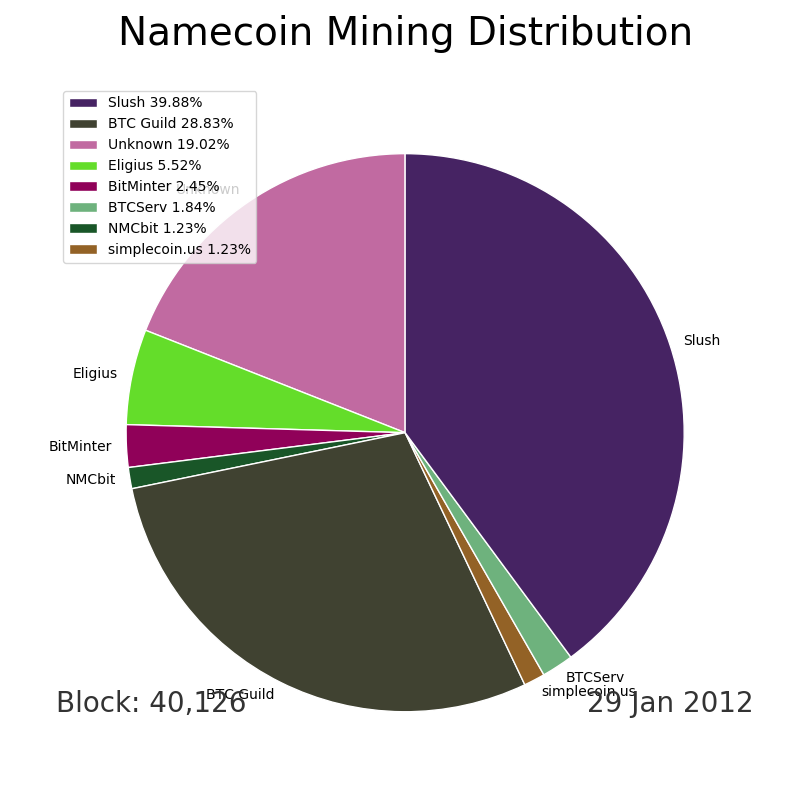 Namecoin Mining Distribution
Slush 39.88%
BTC Guild 28.83%
Unknown 19.02%
Eligius 5.52%
BitMinter 2.45%
BTCServ 1.84%
NMCbit 1.23%
simplecoin.us 1.23%
Unknown
Slush
Eligius
BitMinter
NMCbit
BTC Guild
BTCServ
simplecoin.us
Block: 40,126
29 Jan 2012